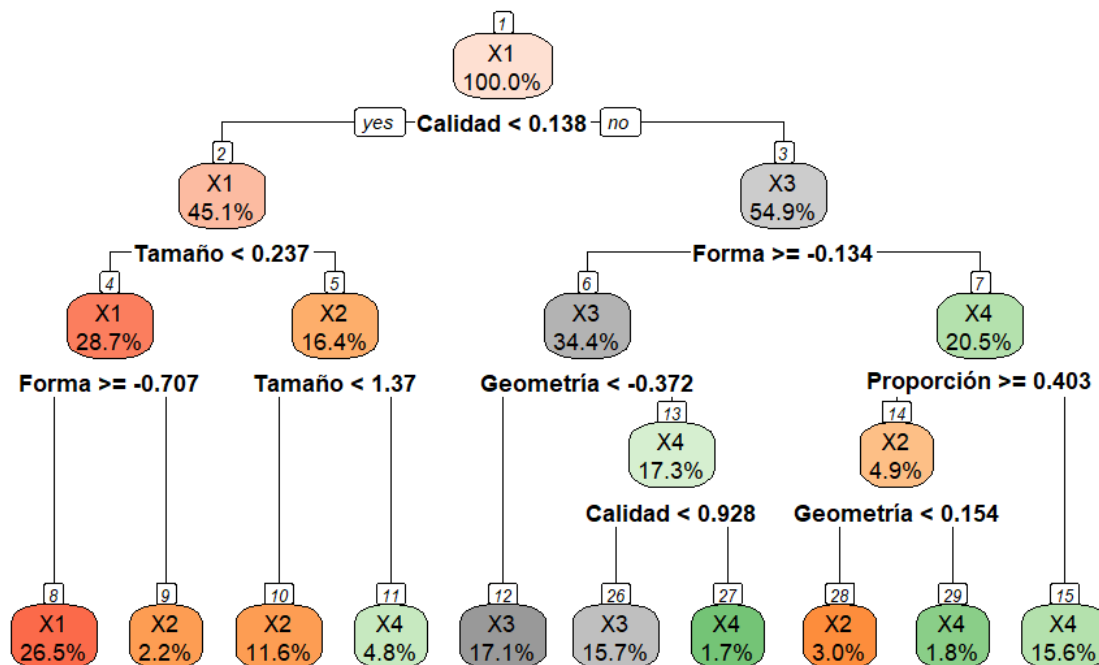 1
X1
100.0%
yes Calidad < 0.138 no
2 3
X1 X3
45.1% 54.9%
Tamaño < 0.237 Forma >= -0.134
4 5 6 7
X1 X2 X3 X4
28.7% 16.4% 34.4% 20.5%
Forma >= -0.707 Tamaño < 1.37 Geometría < -0.372 Proporción >= 0.403
13 14
X4 X2
17.3% 4.9%
Calidad < 0.928 Geometría < 0.154
8 9 10 11 12 26 27 28 29 15
X1 X2 X2 X4 X3 X3 X4 X2 X4 X4
26.5% 2.2% 11.6% 4.8% 17.1% 15.7% 1.7% 3.0% 1.8% 15.6%